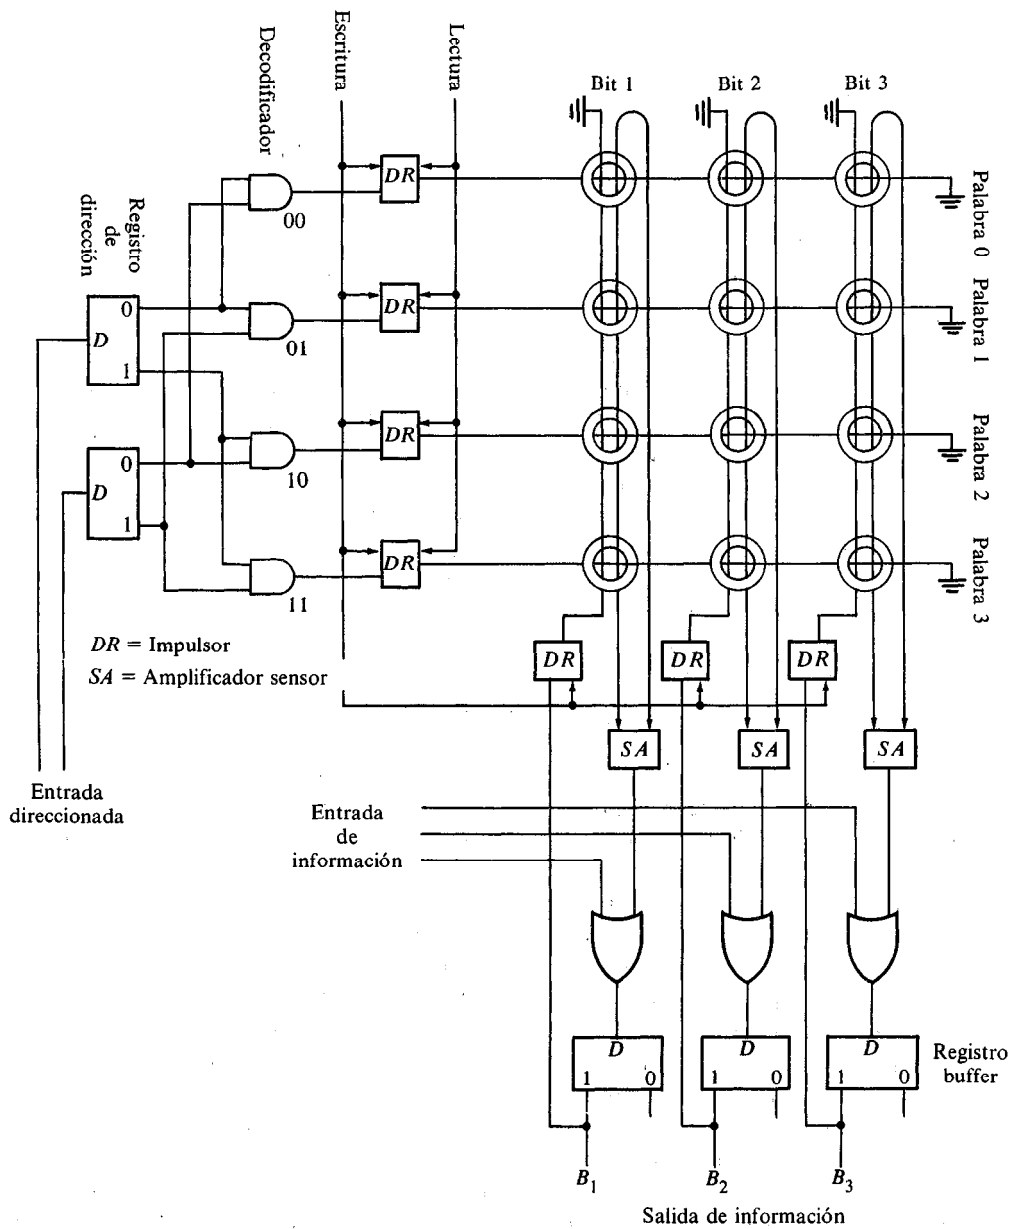 Decodificador
Escritura
Lectura
Bit 1
Bit 2
Bit 3
DR
00
Palabra 0
Registro
de
dirección
0
D
1
DR
01
Palabra 1
0
D
1
DR
10
Palabra 2
DR
11
Palabra 3
DR = Impulsor
SA = Amplificador sensor
DR
DR
DR
SA
SA
SA
Entrada
direccionada
Entrada
de
información
D
1
0
D
1
0
D
1
0
Registro
buffer
B1
B2
B3
Salida de información